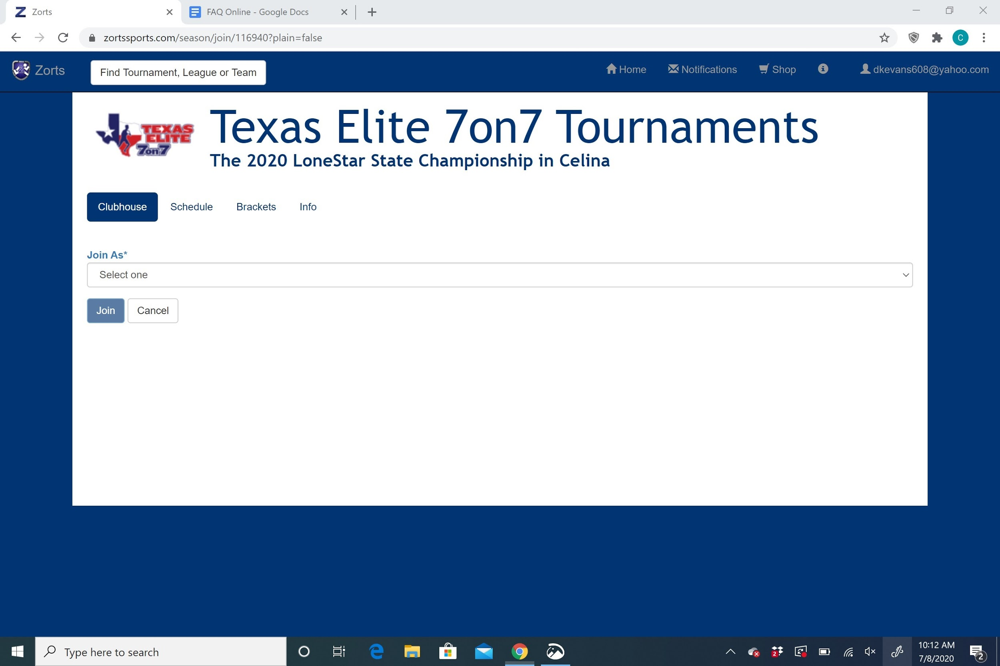 Zorts
FAQ Online - Google Docs
zortssports.com/season/join/116940?plain=false
C
Zorts
Find Tournament, League or Team
Home
Notifications
Shop
dkevans608@yahoo.com
TEXAS
ELITE
7on7
Texas Elite 7on7 Tournaments
The 2020 LoneStar State Championship in Celina
Clubhouse
Schedule
Brackets
Info
Join As*
Select one
Join
Cancel
Type here to search
2
10:12 AM
7/8/2020
2